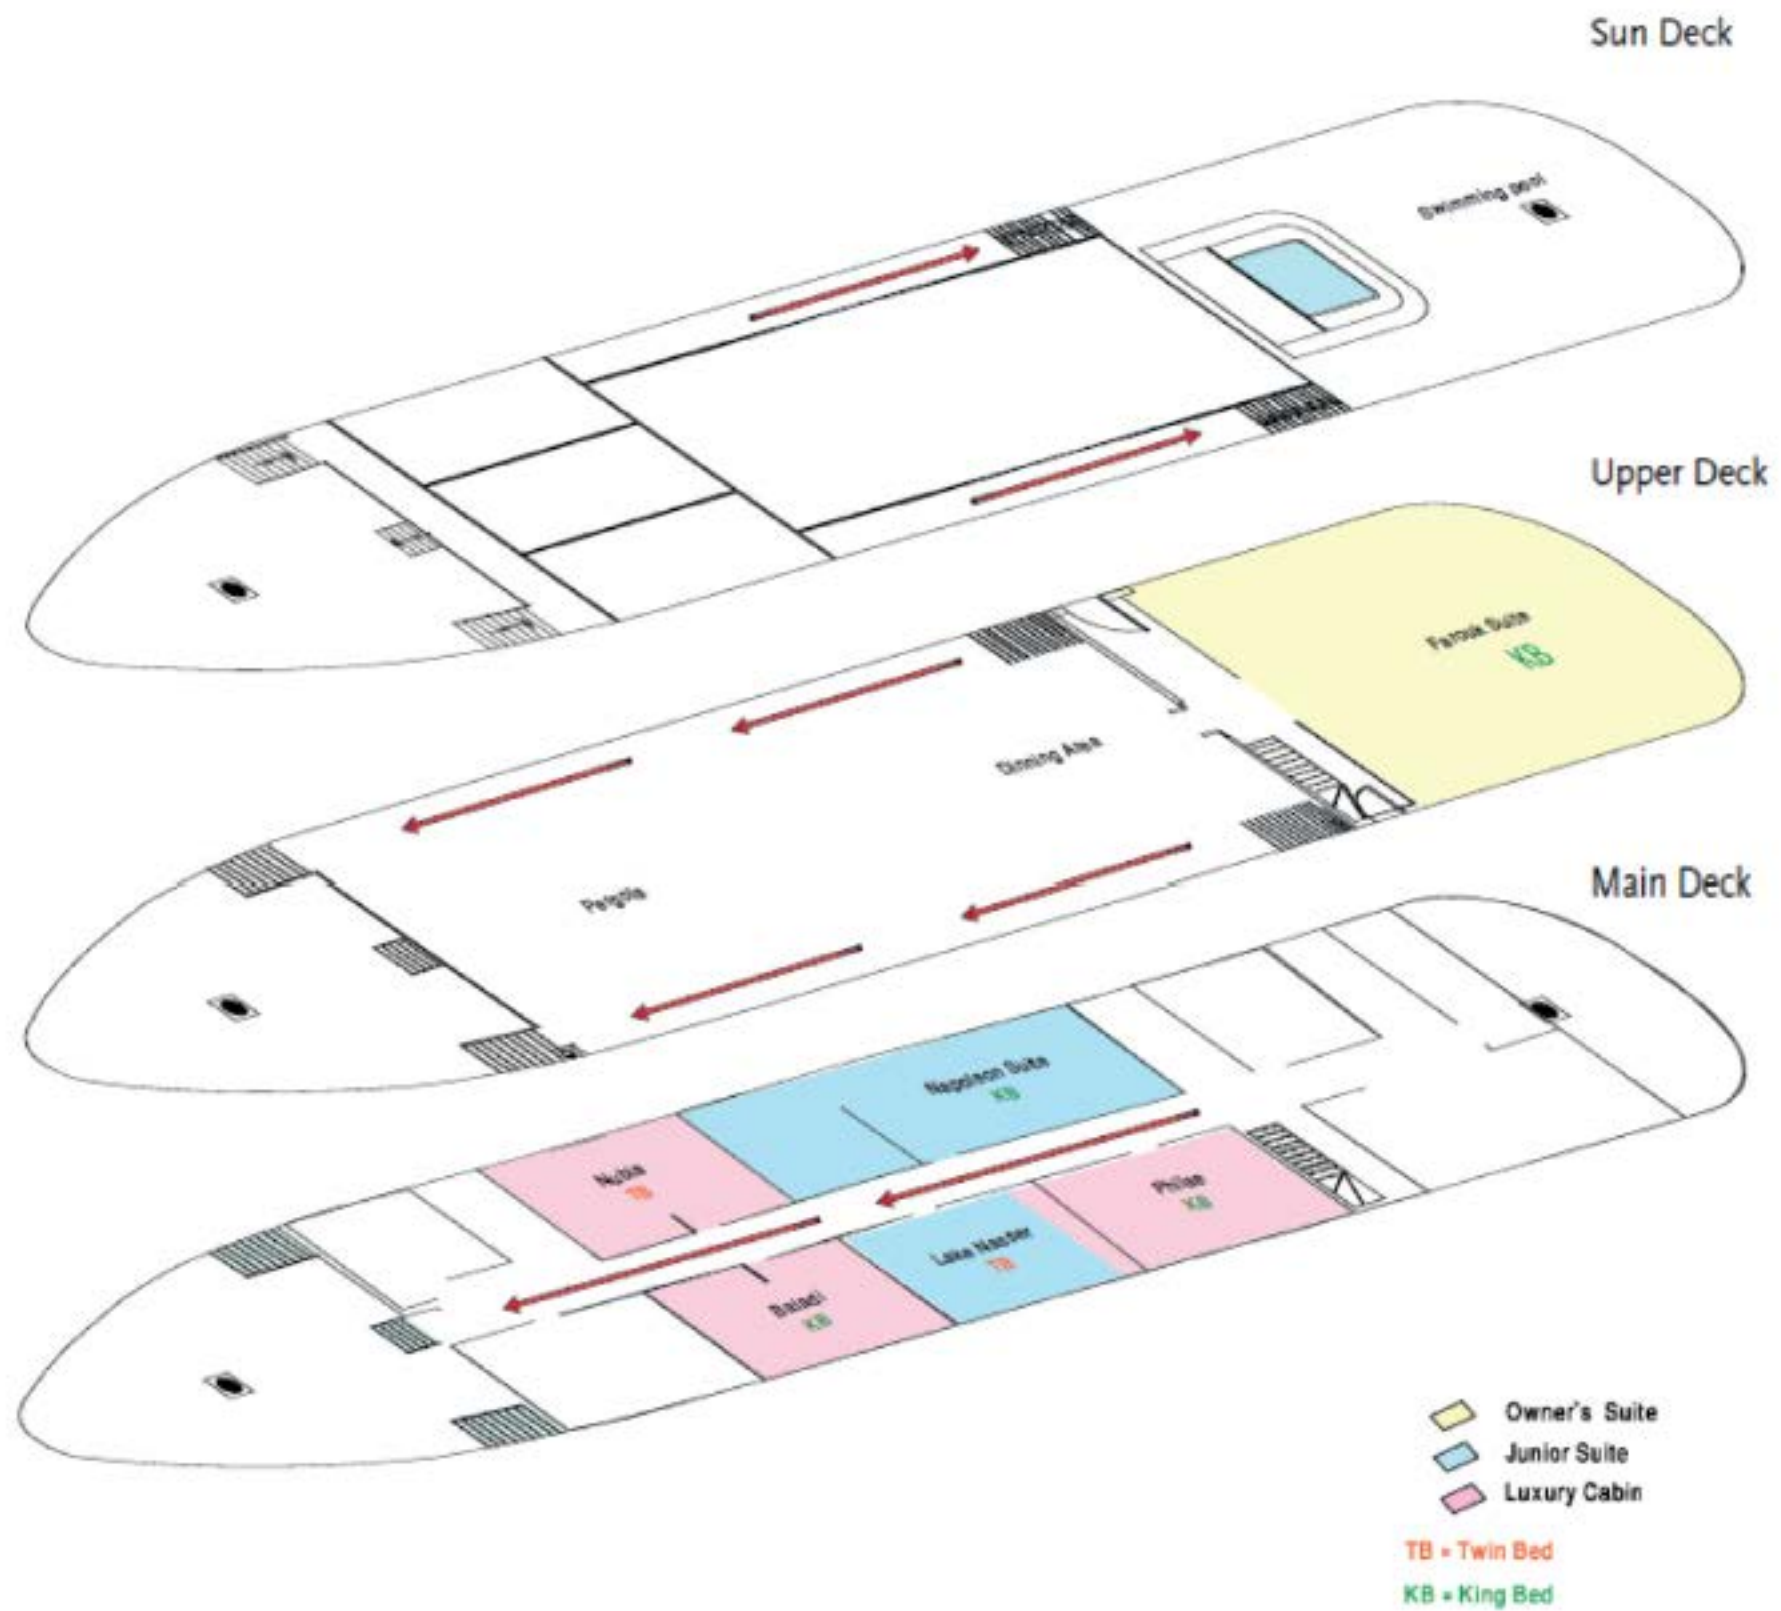 Sun Deck
Swimming pool
Upper Deck
Farouk Suite
KB
Dinning Area
Pergola
Main Deck
Napoleon Suite
KB
Nubia
TB
Philae
KB
Lake Nasser
TB
Baladi
KB
Owner's Suite
Junior Suite
Luxury Cabin
TB = Twin Bed
KB = King Bed